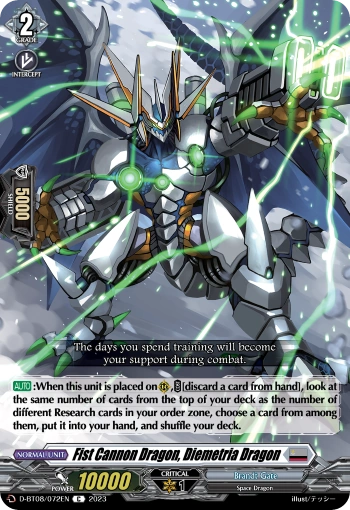 2
GRADE
INTERCEPT
5000
SHIELD
The days you spend training will become
your support during combat.
AUTO:When this unit is placed on RC, COST[discard a card from hand], look at
the same number of cards from the top of your deck as the number of
different Research cards in your order zone, choose a card from among
them, put it into your hand, and shuffle your deck.
NORMAL UNIT
Fist Cannon Dragon, Diemetria Dragon
POWER 10000
CRITICAL
1
Brandt Gate
Space Dragon
D-BT08/072EN C 2023
illust/テッシー